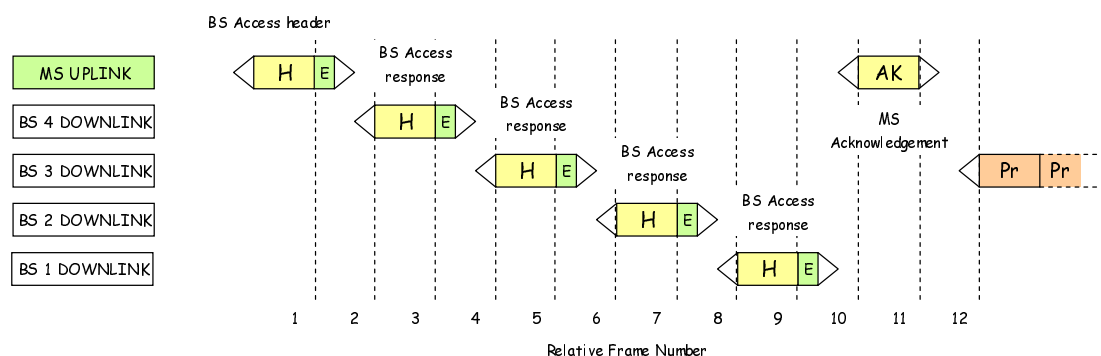 BS Access header
MS UPLINK
H E
BS Access
response
AK
BS 4 DOWNLINK
H E
BS Access
response
MS
Acknowledgement
BS 3 DOWNLINK
H E
BS Access
response
Pr Pr
BS 2 DOWNLINK
H E
BS Access
response
BS 1 DOWNLINK
H E
1 2 3 4 5 6 7 8 9 10 11 12
Relative Frame Number